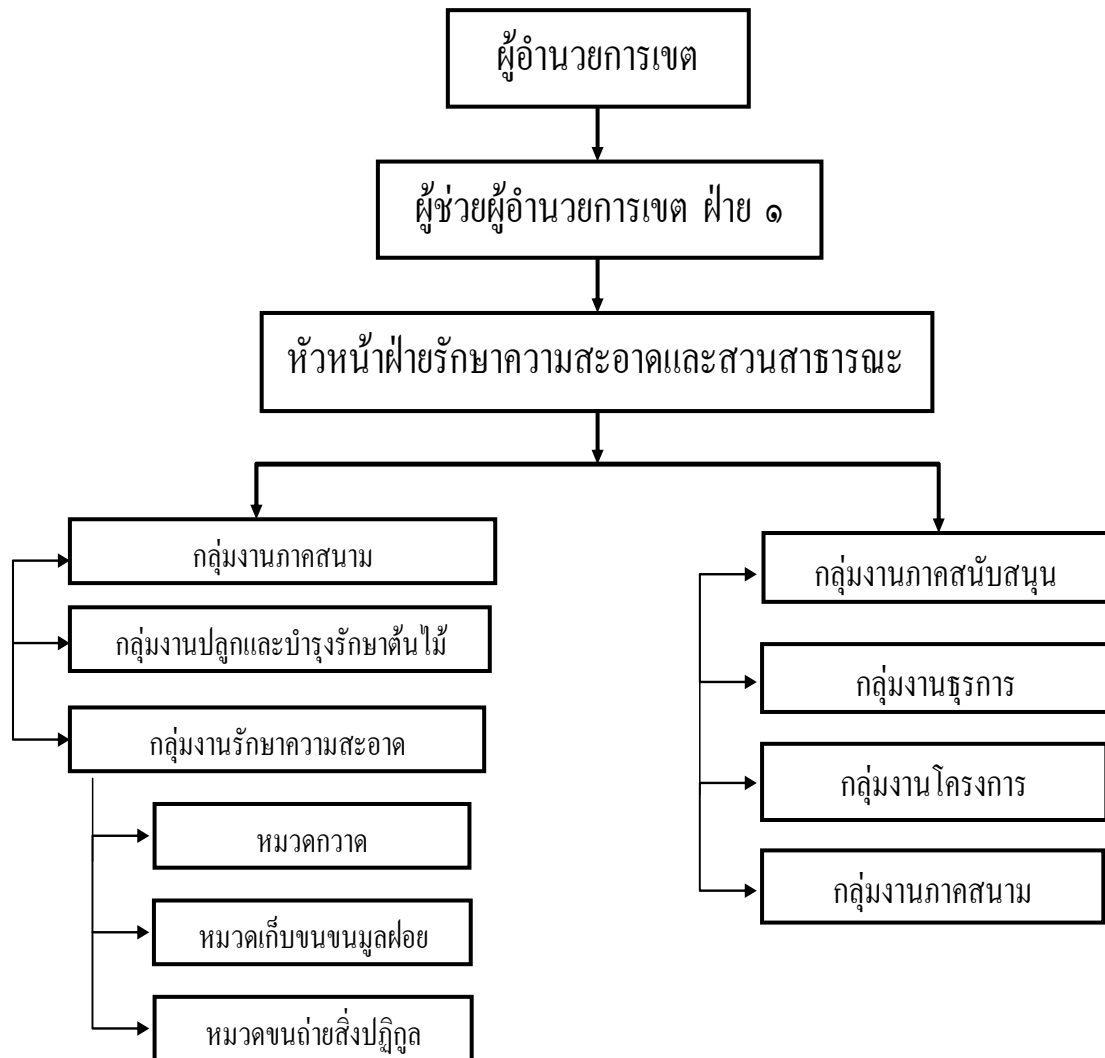 ผู้อำนวยการเขต
ผู้ช่วยผู้อำนวยการเขต ฝ่าย ๑
หัวหน้าฝ่ายรักษาความสะอาดและสวนสาธารณะ
กลุ่มงานภาคสนาม
กลุ่มงานปลูกและบำรุงรักษาต้นไม้
กลุ่มงานรักษาความสะอาด
หมวดกวาด
หมวดเก็บขนขนมูลฝอย
หมวดขนถ่ายสิ่งปฏิกูล
กลุ่มงานภาคสนับสนุน
กลุ่มงานธุรการ
กลุ่มงานโครงการ
กลุ่มงานภาคสนาม